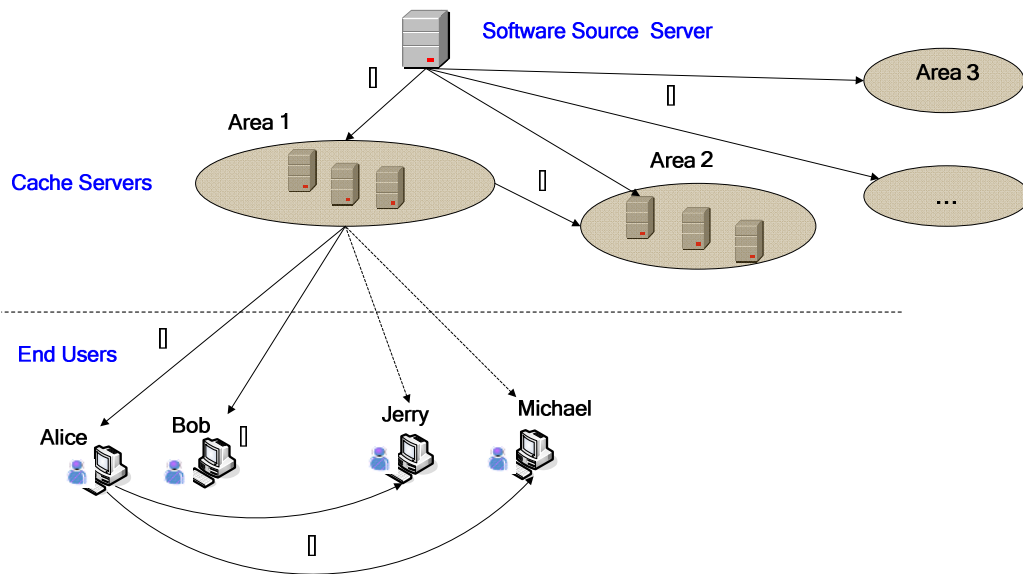 Software Source Server
Area 3
Area 1
Area 2
Cache Servers
...
End Users
Alice
Bob
Jerry
Michael